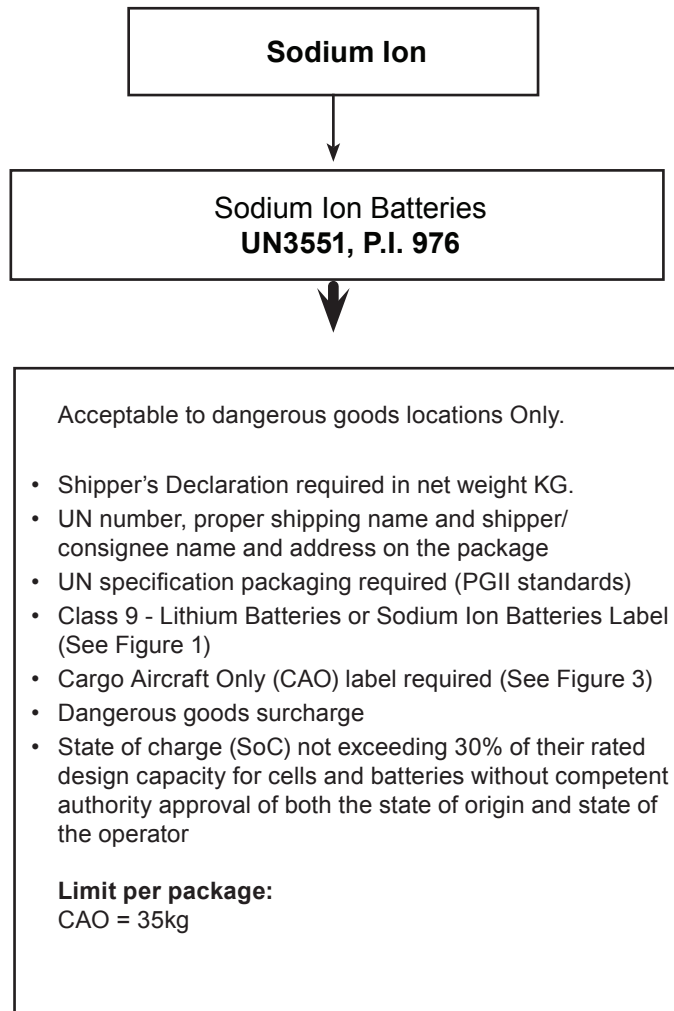 Sodium Ion
Sodium Ion Batteries
UN3551, P.I. 976
Acceptable to dangerous goods locations Only.
• Shipper’s Declaration required in net weight KG.
• UN number, proper shipping name and shipper/
consignee name and address on the package
• UN specification packaging required (PGII standards)
• Class 9 - Lithium Batteries or Sodium Ion Batteries Label
(See Figure 1)
• Cargo Aircraft Only (CAO) label required (See Figure 3)
• Dangerous goods surcharge
• State of charge (SoC) not exceeding 30% of their rated
design capacity for cells and batteries without competent
authority approval of both the state of origin and state of
the operator
Limit per package:
CAO = 35kg